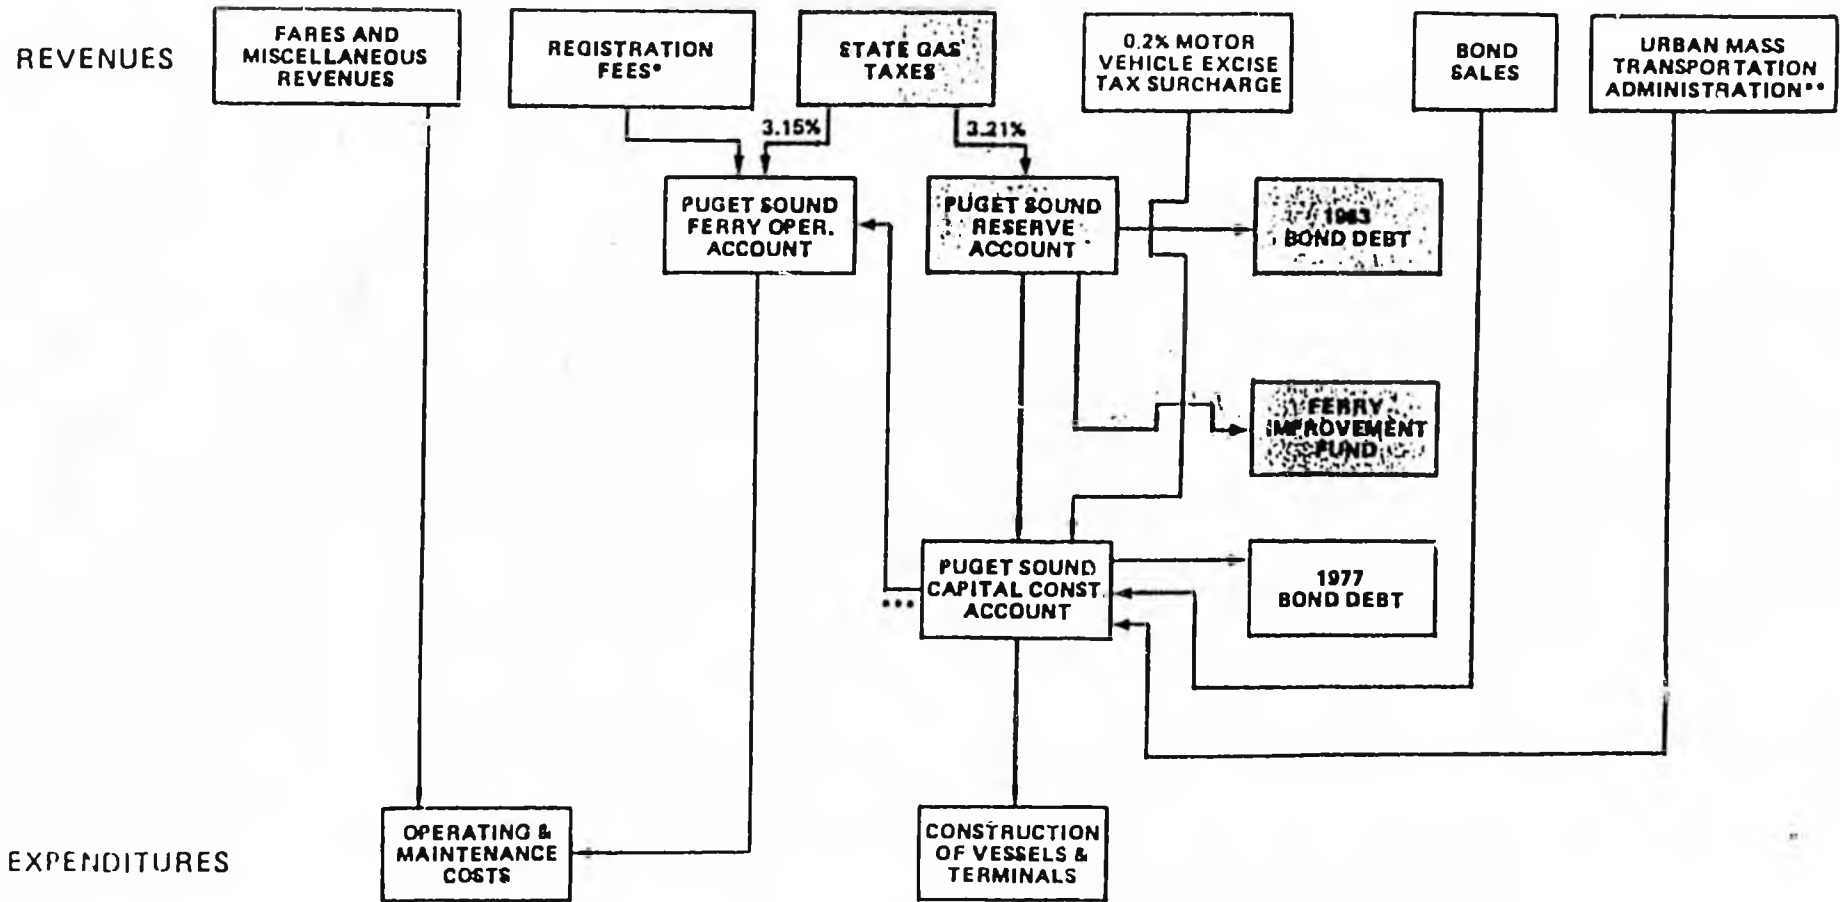 REVENUES
FARES AND
MISCELLANEOUS
REVENUES
REGISTRATION
FEES*
STATE GAS
TAXES
0.2% MOTOR
VEHICLE EXCISE
TAX SURCHARGE
BOND
SALES
URBAN MASS
TRANSPORTATION
ADMINISTRATION**
3.15%
3.21%
PUGET SOUND
FERRY OPER.
ACCOUNT
PUGET SOUND
RESERVE
ACCOUNT
1963
BOND DEBT
FERRY
IMPROVEMENT
FUND
PUGET SOUND
CAPITAL CONST.
ACCOUNT
***
1977
BOND DEBT
EXPENDITURES
OPERATING &
MAINTENANCE
COSTS
CONSTRUCTION
OF VESSELS &
TERMINALS